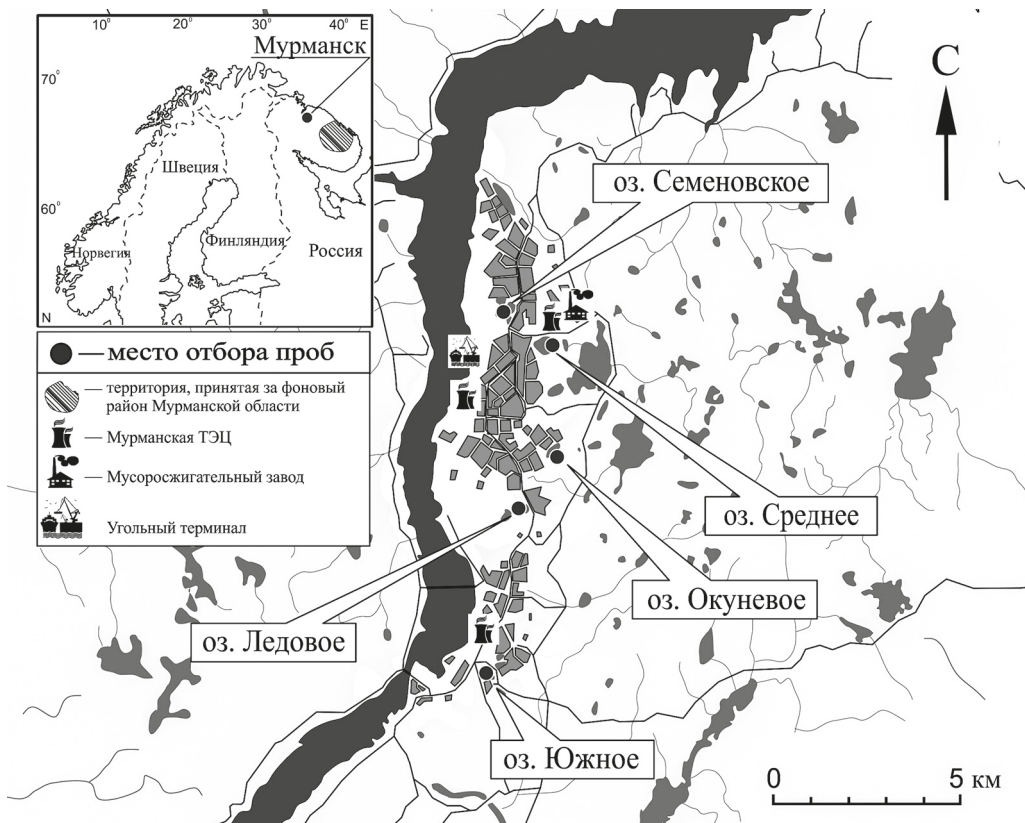 10° 20° 30° 40° E
Мурманск
70°
Швеция
60°
Финляндия
Норвегия
Россия
N
место отбора проб
территория, принятая за фоновый
район Мурманской области
Мурманская ТЭЦ
Мусоросжигательный завод
Угольный терминал
С
оз. Семеновское
оз. Среднее
оз. Окуневое
оз. Ледовое
оз. Южное
0 5 км